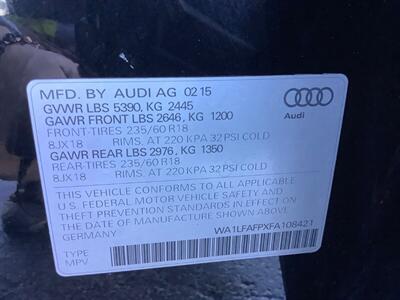 MFD. BY AUDI AG 02 15
GVWR LBS 5390, KG 2445
GAWR FRONT LBS 2646, KG 1200
FRONT-TIRES 235/60 R18
8JX18 RIMS. AT 220 KPA 32 PSI COLD
GAWR REAR LBS 2976, KG 1350
REAR-TIRES 235/60 R18
8JX18 RIMS. AT 220 KPA 32 PSI COLD
Audi
THIS VEHICLE CONFORMS TO ALL APPLICABLE
U.S. FEDERAL MOTOR VEHICLE SAFETY AND
THEFT PREVENTION STANDARDS IN EFFECT ON
THE DATE OF MANUFACTURE SHOWN ABOVE.
WA1LFAFPXFA108421
TYPE
MPV